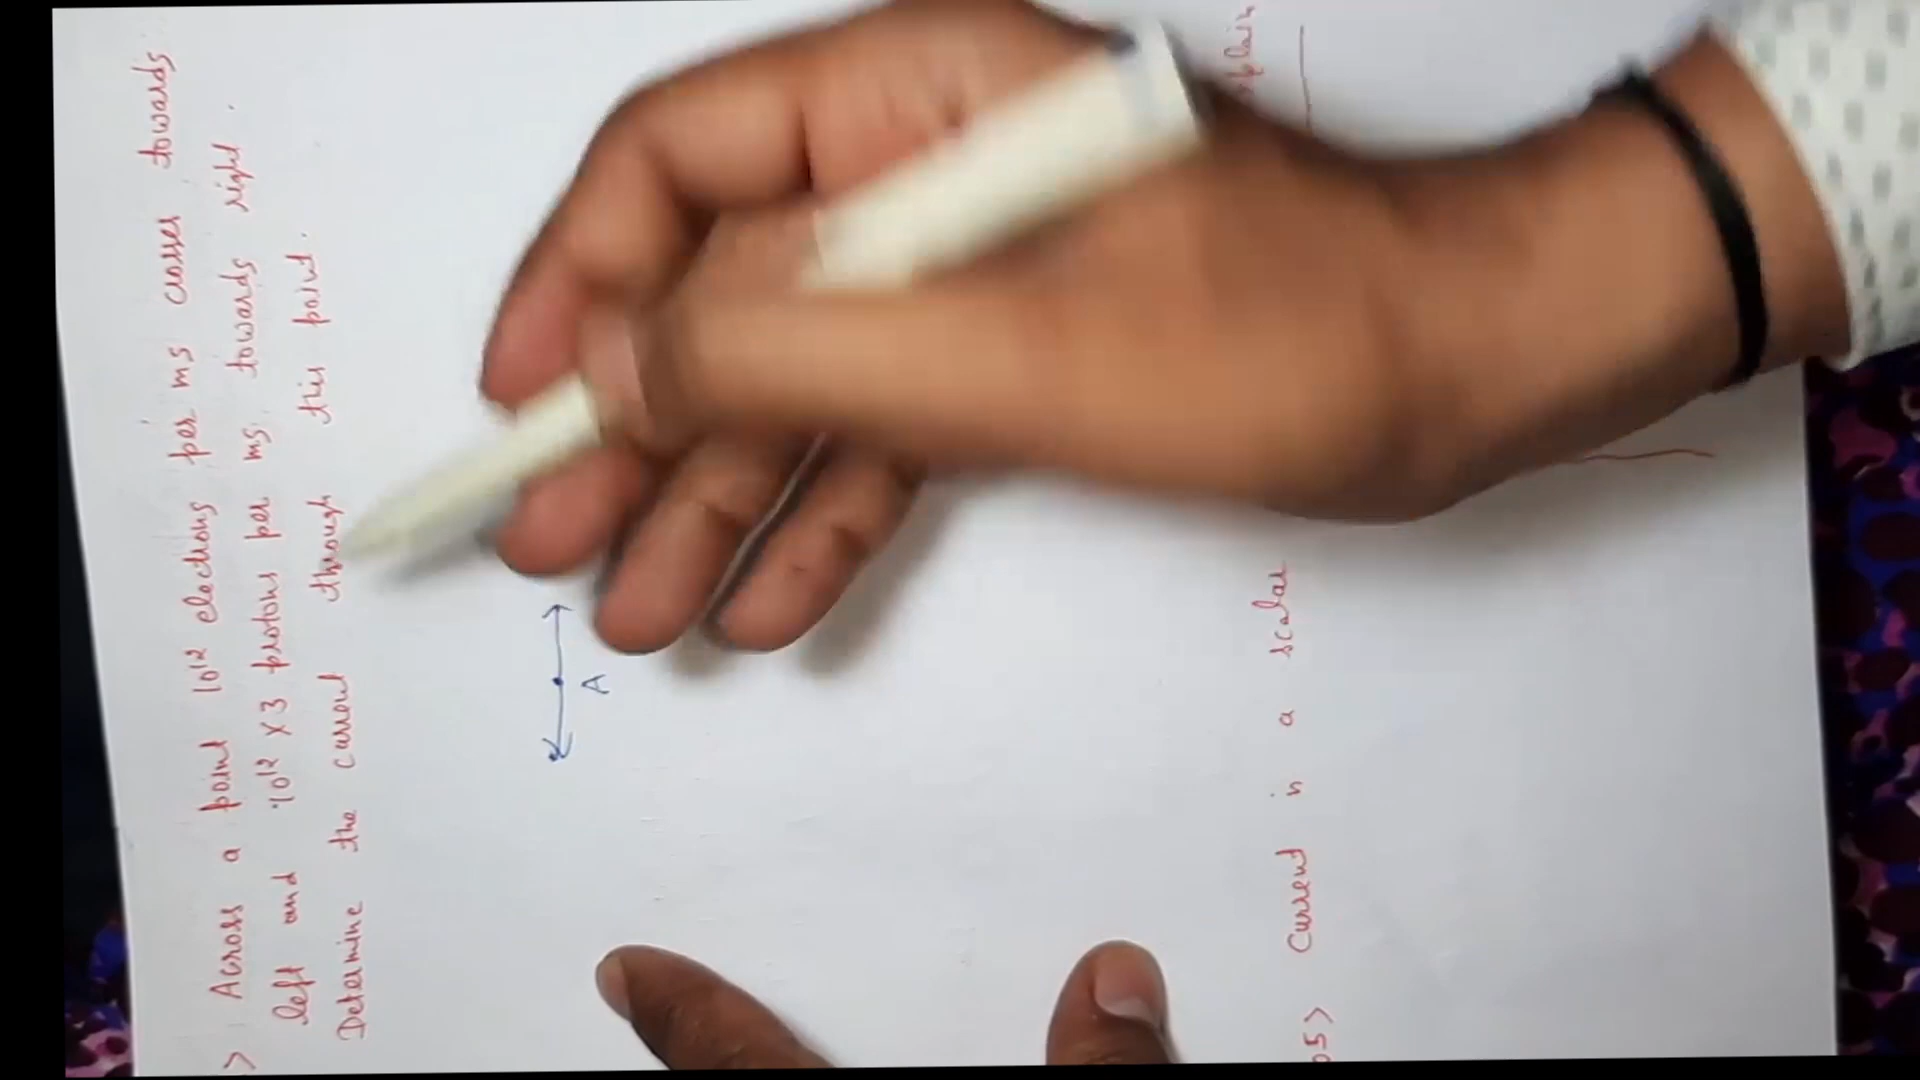 > Across a point 10¹² electrons per ms crosses towards
left and 10¹² X 3 protons per ms towards right.
Determine the current through this point.
A
05> Current is a scalar